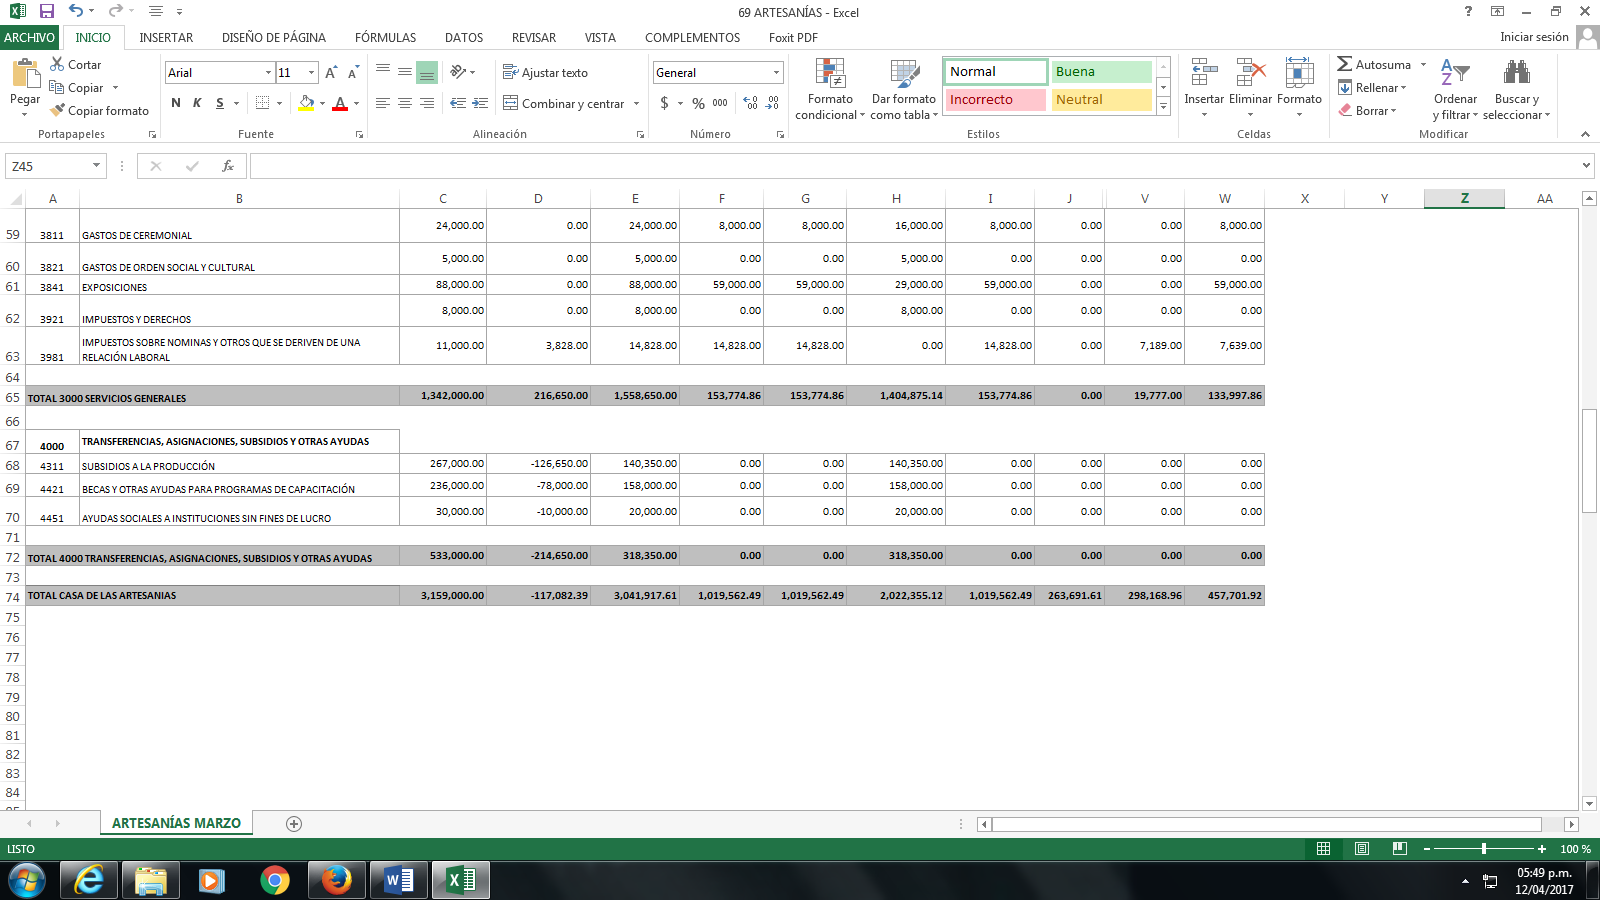 69 ARTESANÍAS - Excel
ARCHIVO INICIO INSERTAR DISEÑO DE PÁGINA FÓRMULAS DATOS REVISAR VISTA COMPLEMENTOS Foxit PDF Iniciar sesión
Pegar
Cortar
Copiar
Copiar formato
Portapapeles
Arial 11
N K S
Fuente
Ajustar texto
Combinar y centrar
Alineación
General
$ % 000
Número
Formato condicional
Dar formato como tabla
Normal Buena
Incorrecto Neutral
Estilos
Insertar Eliminar Formato
Celdas
Autosuma
Rellenar
Borrar
Ordenar y filtrar
Buscar y seleccionar
Modificar
Z45 fx
A B C D E F G H I J V W X Y Z AA
59 3811 GASTOS DE CEREMONIAL 24,000.00 0.00 24,000.00 8,000.00 8,000.00 16,000.00 8,000.00 0.00 0.00 8,000.00
60 3821 GASTOS DE ORDEN SOCIAL Y CULTURAL 5,000.00 0.00 5,000.00 0.00 0.00 5,000.00 0.00 0.00 0.00 0.00
61 3841 EXPOSICIONES 88,000.00 0.00 88,000.00 59,000.00 59,000.00 29,000.00 59,000.00 0.00 0.00 59,000.00
62 3921 IMPUESTOS Y DERECHOS 8,000.00 0.00 8,000.00 0.00 0.00 8,000.00 0.00 0.00 0.00 0.00
63 3981 IMPUESTOS SOBRE NOMINAS Y OTROS QUE SE DERIVEN DE UNA RELACIÓN LABORAL 11,000.00 3,828.00 14,828.00 14,828.00 14,828.00 0.00 14,828.00 0.00 7,189.00 7,639.00
64
65 TOTAL 3000 SERVICIOS GENERALES 1,342,000.00 216,650.00 1,558,650.00 153,774.86 153,774.86 1,404,875.14 153,774.86 0.00 19,777.00 133,997.86
66
67 4000 TRANSFERENCIAS, ASIGNACIONES, SUBSIDIOS Y OTRAS AYUDAS
68 4311 SUBSIDIOS A LA PRODUCCIÓN 267,000.00 -126,650.00 140,350.00 0.00 0.00 140,350.00 0.00 0.00 0.00 0.00
69 4421 BECAS Y OTRAS AYUDAS PARA PROGRAMAS DE CAPACITACIÓN 236,000.00 -78,000.00 158,000.00 0.00 0.00 158,000.00 0.00 0.00 0.00 0.00
70 4451 AYUDAS SOCIALES A INSTITUCIONES SIN FINES DE LUCRO 30,000.00 -10,000.00 20,000.00 0.00 0.00 20,000.00 0.00 0.00 0.00 0.00
71
72 TOTAL 4000 TRANSFERENCIAS, ASIGNACIONES, SUBSIDIOS Y OTRAS AYUDAS 533,000.00 -214,650.00 318,350.00 0.00 0.00 318,350.00 0.00 0.00 0.00 0.00
73
74 TOTAL CASA DE LAS ARTESANIAS 3,159,000.00 -117,082.39 3,041,917.61 1,019,562.49 1,019,562.49 2,022,355.12 1,019,562.49 263,691.61 298,168.96 457,701.92
75
76
77
78
79
80
81
82
83
84
ARTESANÍAS MARZO
LISTO 100 %
05:49 p.m.
12/04/2017